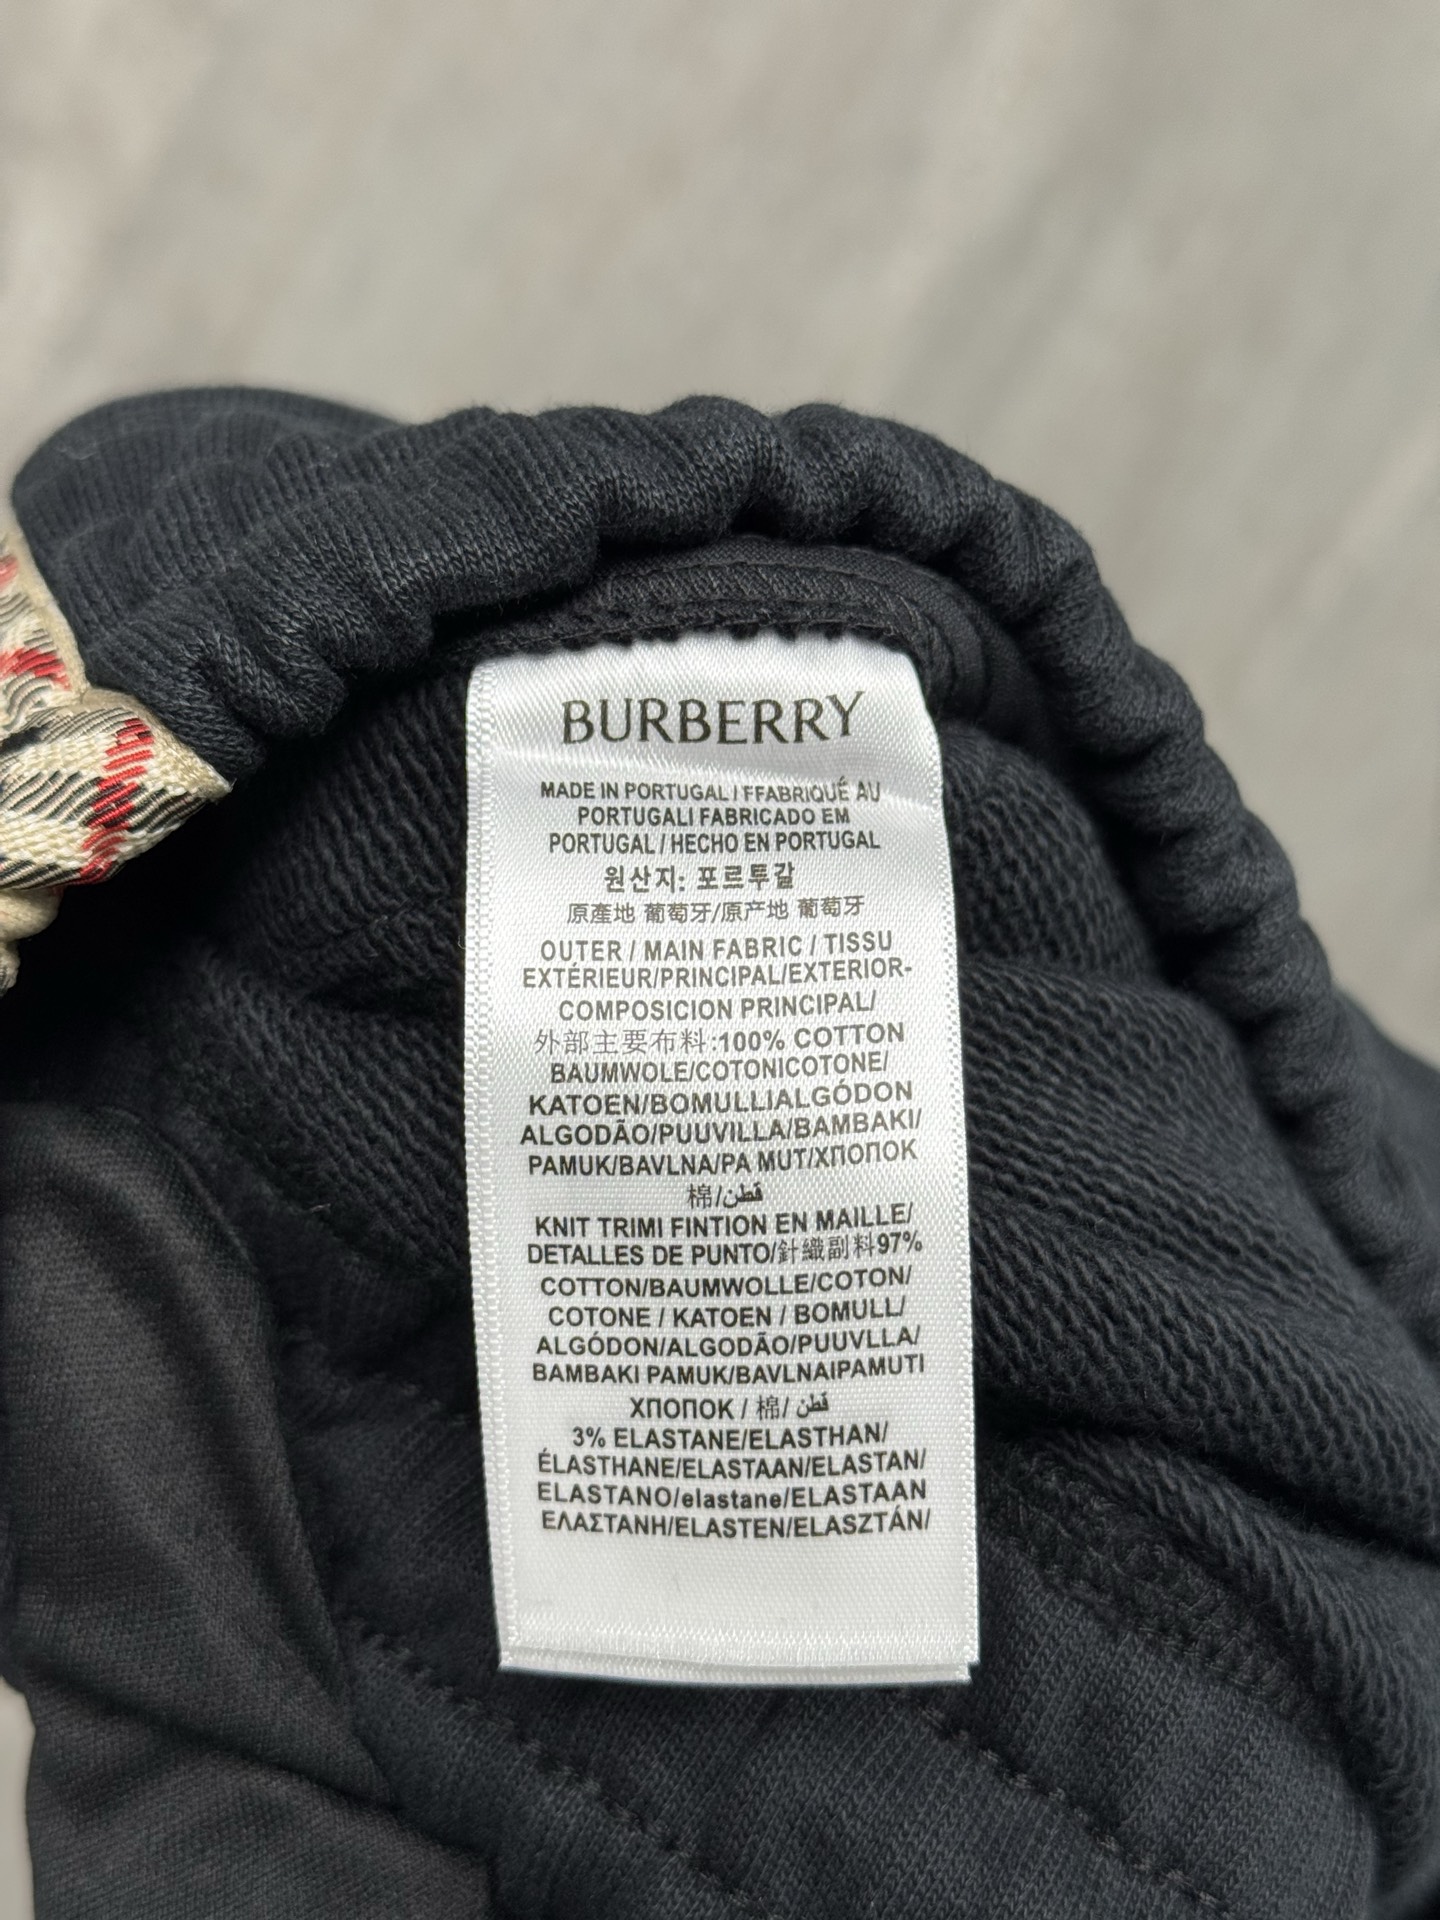 BURBERRY
MADE IN PORTUGAL I FFABRIQUÉ AU
PORTUGALI FABRICADO EM
PORTUGAL / HECHO EN PORTUGAL
원산지: 포르투갈
原產地 葡萄牙/原产地 葡萄牙
OUTER / MAIN FABRIC / TISSU
EXTÉRIEUR/PRINCIPAL/EXTERIOR-
COMPOSICION PRINCIPAL/
外部主要布料:100% COTTON
BAUMWOLE/COTONICOTONE/
KATOEN/BOMULLIALGÓDON
ALGODÃO/PUUVILLA/BAMBAKI/
PAMUK/BAVLNA/PA MUT/ХПОПОК
棉/قطن
KNIT TRIMI FINTION EN MAILLE/
DETALLES DE PUNTO/針織副料97%
COTTON/BAUMWOLLE/COTON/
COTONE / KATOEN / BOMULL/
ALGÓDON/ALGODÃO/PUUVLLA/
BAMBAKI PAMUK/BAVLNAIPAMUTI
ХПОПОК / 棉/ قطن
3% ELASTANE/ELASTHAN/
ÉLASTHANE/ELASTAAN/ELASTAN/
ELASTANO/elastane/ELASTAAN
ΕΛΑΣΤΑΝΗ/ELASTEN/ELASZTÁN/